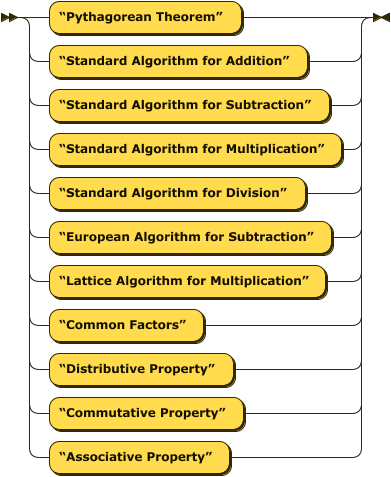 “Pythagorean Theorem”
“Standard Algorithm for Addition”
“Standard Algorithm for Subtraction”
“Standard Algorithm for Multiplication”
“Standard Algorithm for Division”
“European Algorithm for Subtraction”
“Lattice Algorithm for Multiplication”
“Common Factors”
“Distributive Property”
“Commutative Property”
“Associative Property”